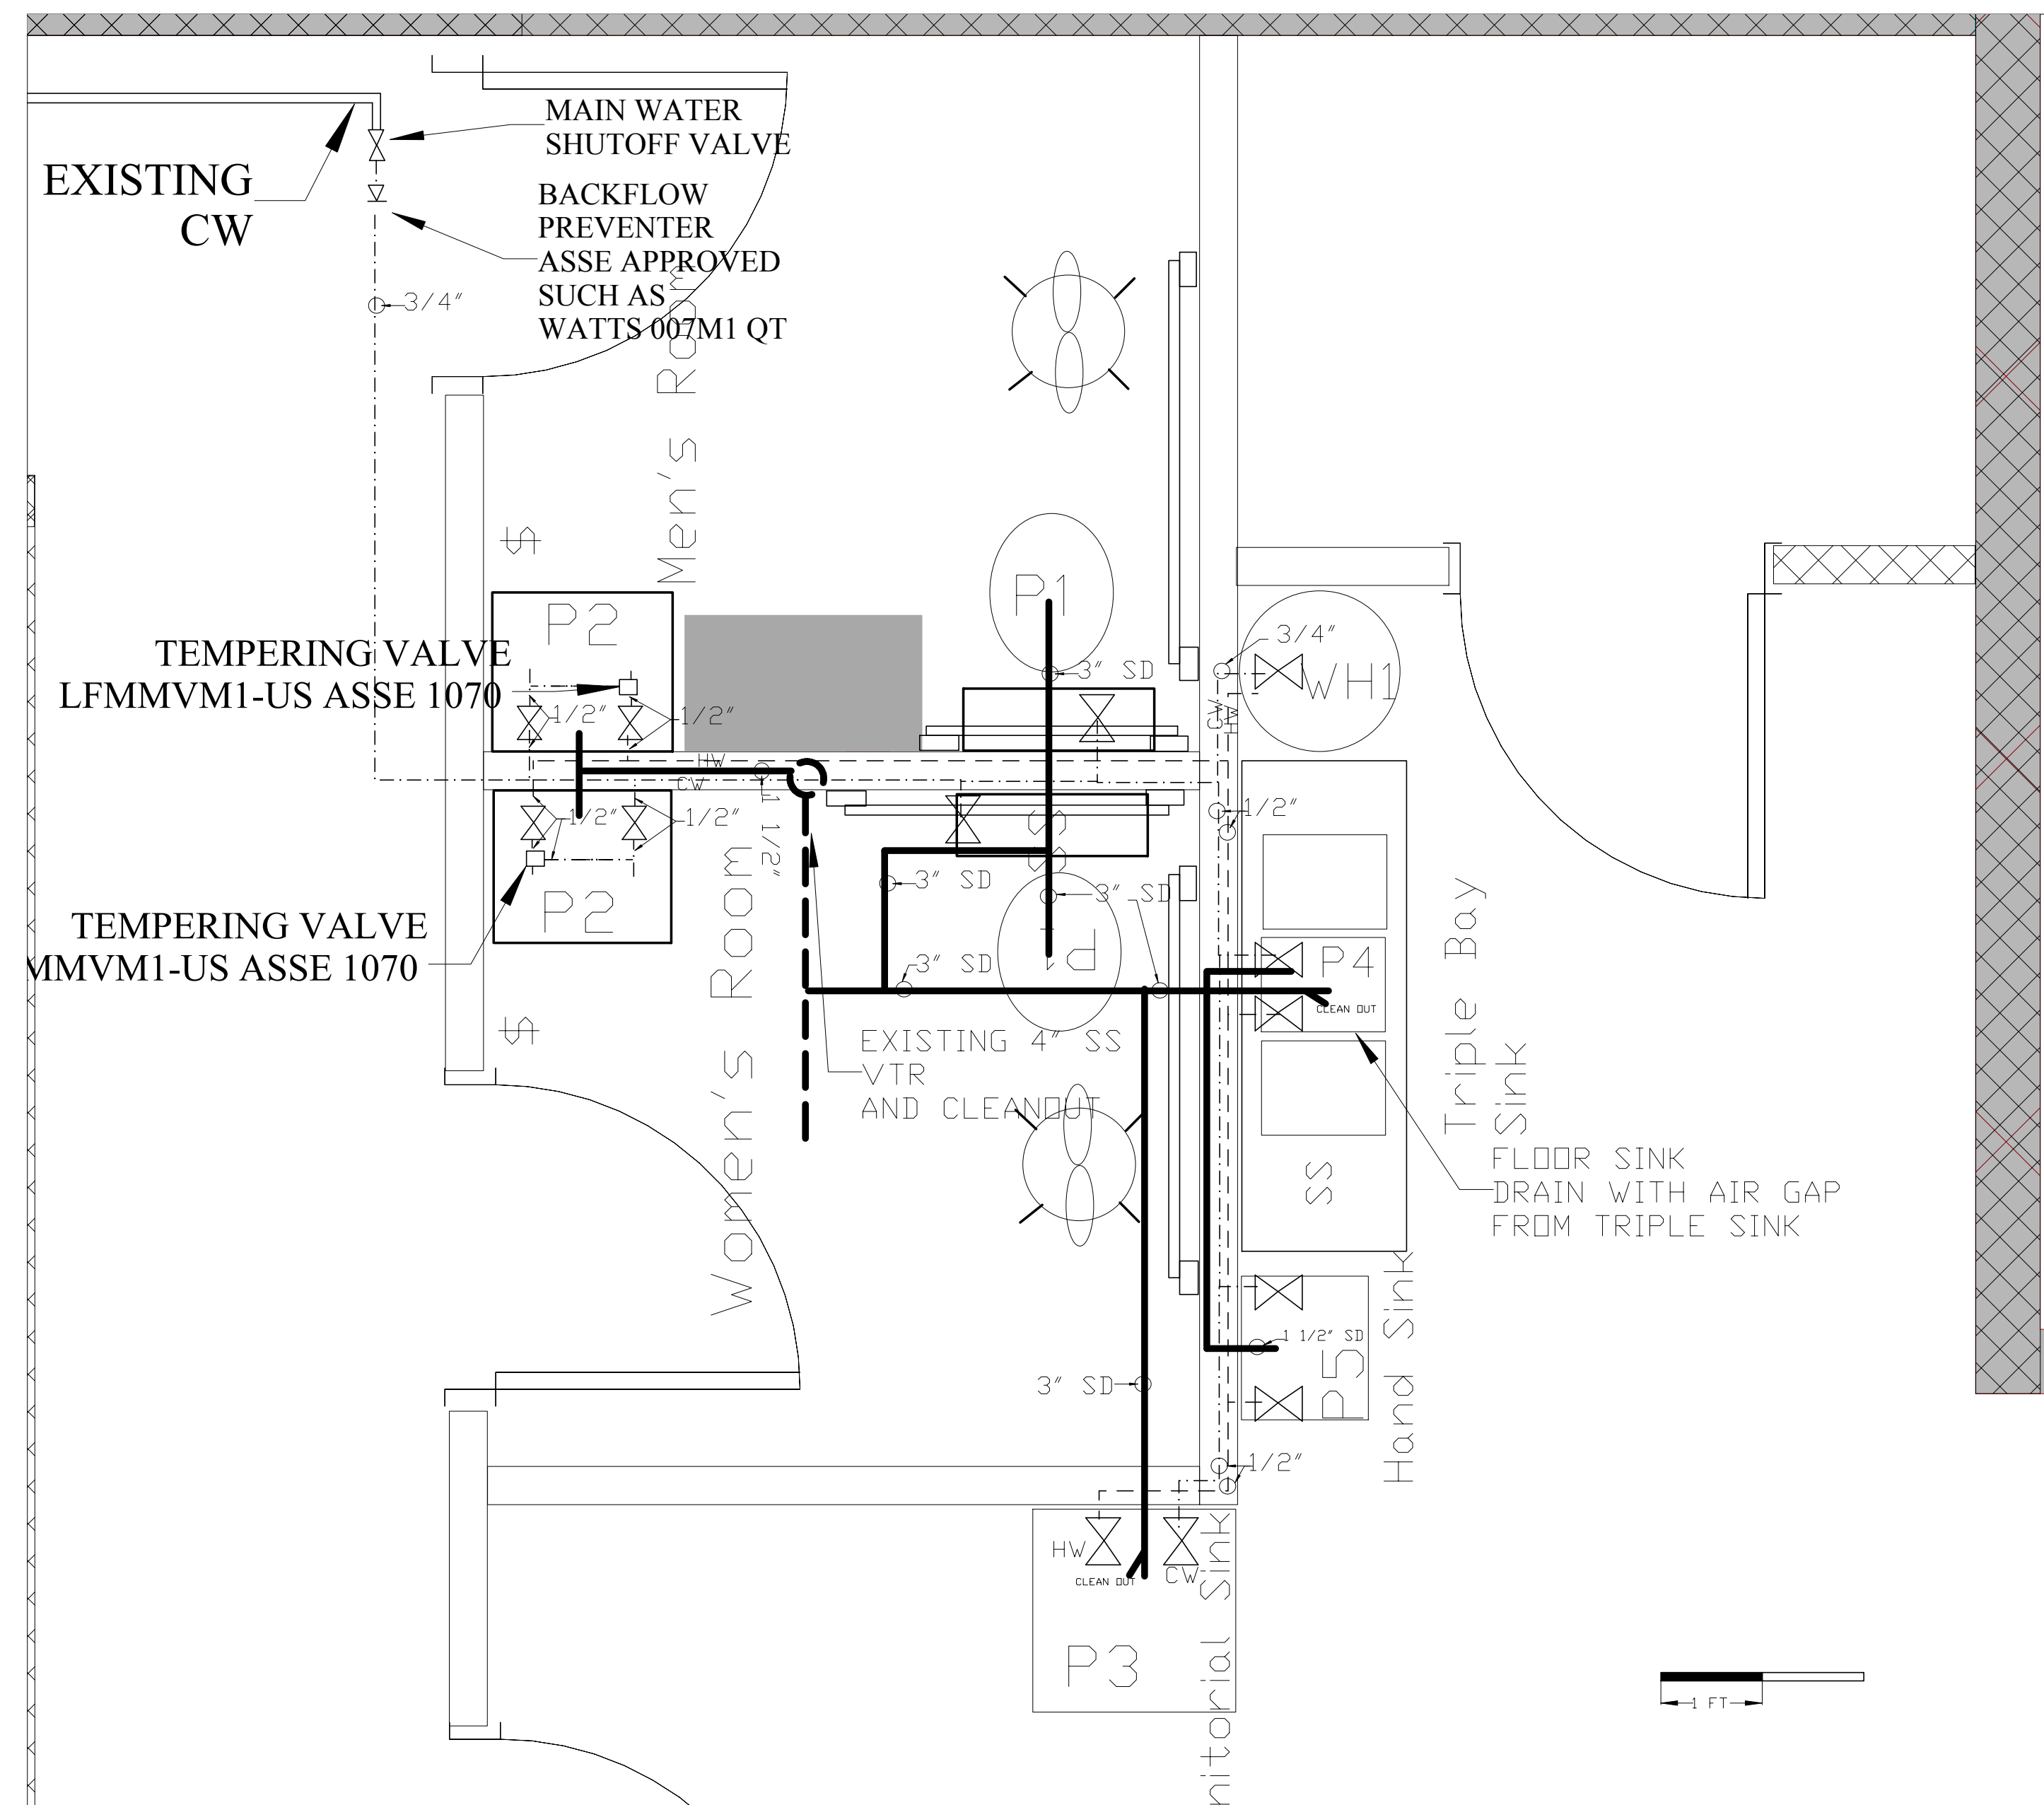 MAIN WATER
SHUTOFF VALVE
EXISTING
CW
BACKFLOW
PREVENTER
ASSE APPROVED
SUCH AS
WATTS 007M1 QT
3/4"
Men's Room
$
P2
P1
TEMPERING VALVE
LFMMVM1-US ASSE 1070
1/2"
1/2"
3" SD
3/4"
WH1
CW
HW
HW
CW
1 1/2"
1/2"
1/2"
1/2"
SS
3" SD
3" SD
P2
P1
TEMPERING VALVE
MMVM1-US ASSE 1070
3" SD
P4
CLEAN OUT
Triple Bay
Sink
Women's Room
$
EXISTING 4" SS
VTR
AND CLEANOUT
SS
FLOOR SINK
DRAIN WITH AIR GAP
FROM TRIPLE SINK
1 1/2" SD
P5
Hand Sink
3" SD
1/2"
HW
CW
CLEAN OUT
P3
nitorial Sink
1 FT